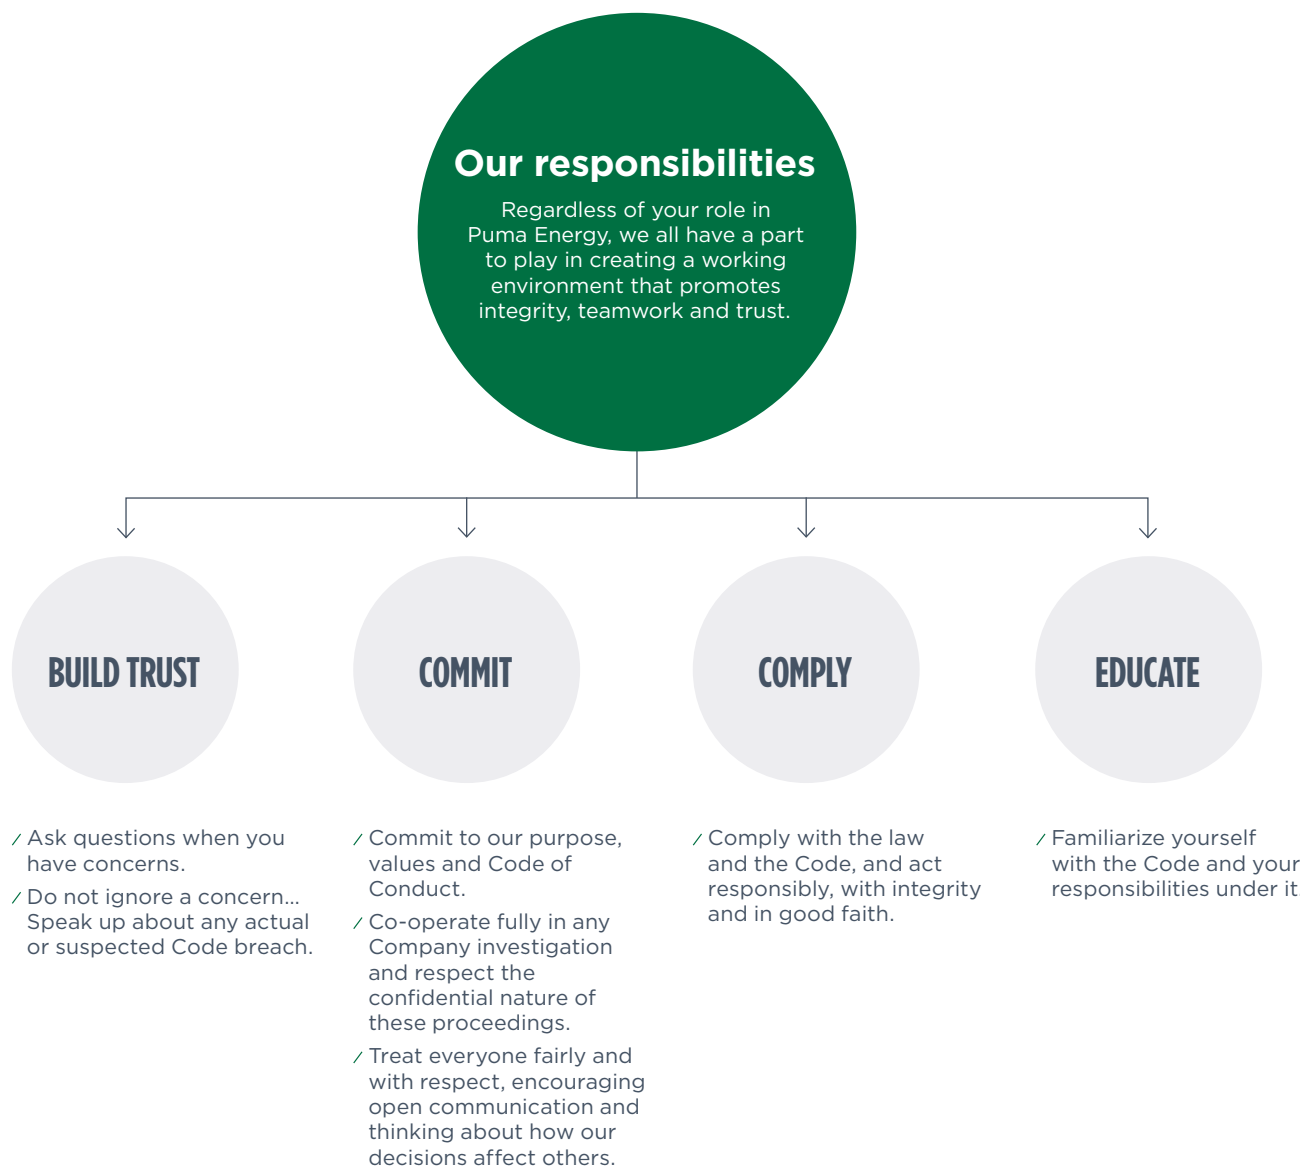 Our responsibilities
Regardless of your role in
Puma Energy, we all have a part
to play in creating a working
environment that promotes
integrity, teamwork and trust.
BUILD TRUST
Ask questions when you
have concerns.
Do not ignore a concern...
Speak up about any actual
or suspected Code breach.
COMMIT
Commit to our purpose,
values and Code of
Conduct.
Co-operate fully in any
Company investigation
and respect the
confidential nature of
these proceedings.
Treat everyone fairly and
with respect, encouraging
open communication and
thinking about how our
decisions affect others.
COMPLY
Comply with the law
and the Code, and act
responsibly, with integrity
and in good faith.
EDUCATE
Familiarize yourself
with the Code and your
responsibilities under it